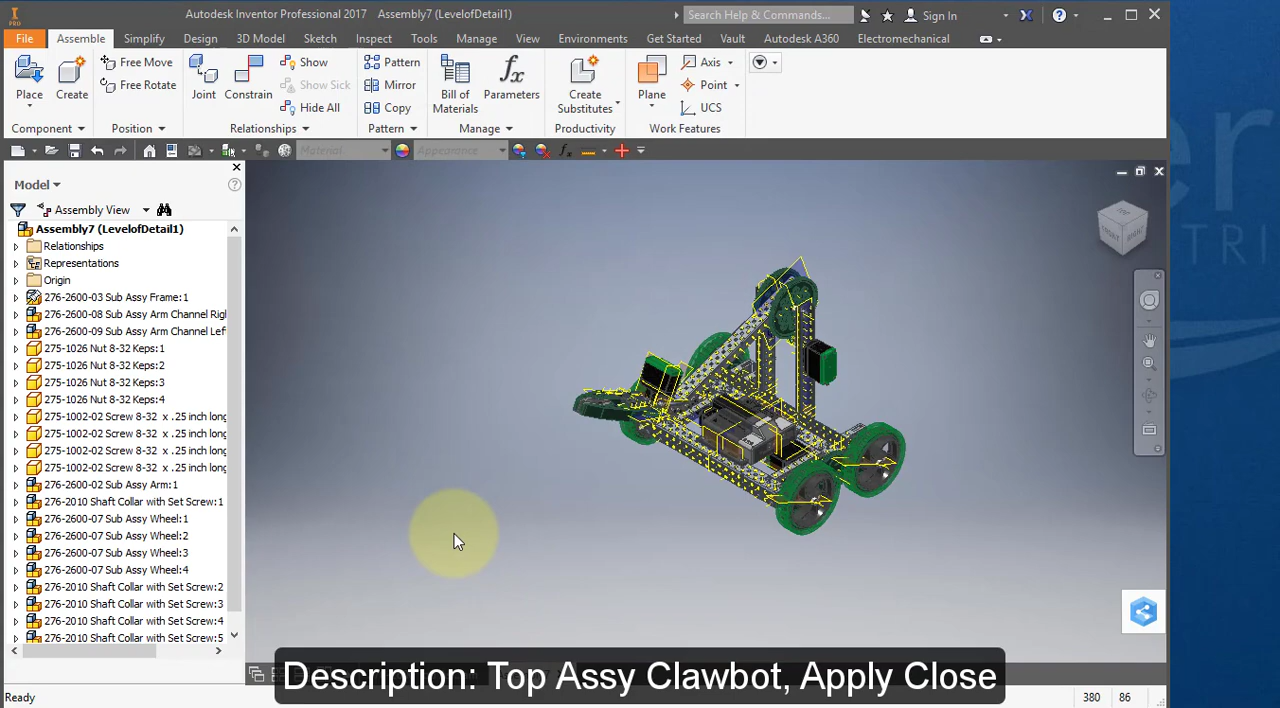 PRO
Autodesk Inventor Professional 2017 Assembly7 (LevelofDetail1)
Search Help & Commands...
Sign In
File Assemble Simplify Design 3D Model Sketch Inspect Tools Manage View Environments Get Started Vault Autodesk A360 Electromechanical
Place Create Free Move Free Rotate Joint Constrain Show Show Sick Hide All Pattern Mirror Copy Bill of Materials Parameters Create Substitutes Plane Axis Point UCS
Component Position Relationships Pattern Manage Productivity Work Features
Material Appearance
Model
Assembly View
Assembly7 (LevelofDetail1)
Relationships
Representations
Origin
276-2600-03 Sub Assy Frame:1
276-2600-08 Sub Assy Arm Channel Righ
276-2600-09 Sub Assy Arm Channel Left
275-1026 Nut 8-32 Keps:1
275-1026 Nut 8-32 Keps:2
275-1026 Nut 8-32 Keps:3
275-1026 Nut 8-32 Keps:4
275-1002-02 Screw 8-32 x .25 inch long
275-1002-02 Screw 8-32 x .25 inch long
275-1002-02 Screw 8-32 x .25 inch long
275-1002-02 Screw 8-32 x .25 inch long
276-2600-02 Sub Assy Arm:1
276-2010 Shaft Collar with Set Screw:1
276-2600-07 Sub Assy Wheel:1
276-2600-07 Sub Assy Wheel:2
276-2600-07 Sub Assy Wheel:3
276-2600-07 Sub Assy Wheel:4
276-2010 Shaft Collar with Set Screw:2
276-2010 Shaft Collar with Set Screw:3
276-2010 Shaft Collar with Set Screw:4
276-2010 Shaft Collar with Set Screw:5
FRONT RIGHT
Description: Top Assy Clawbot, Apply Close
Ready
380 86